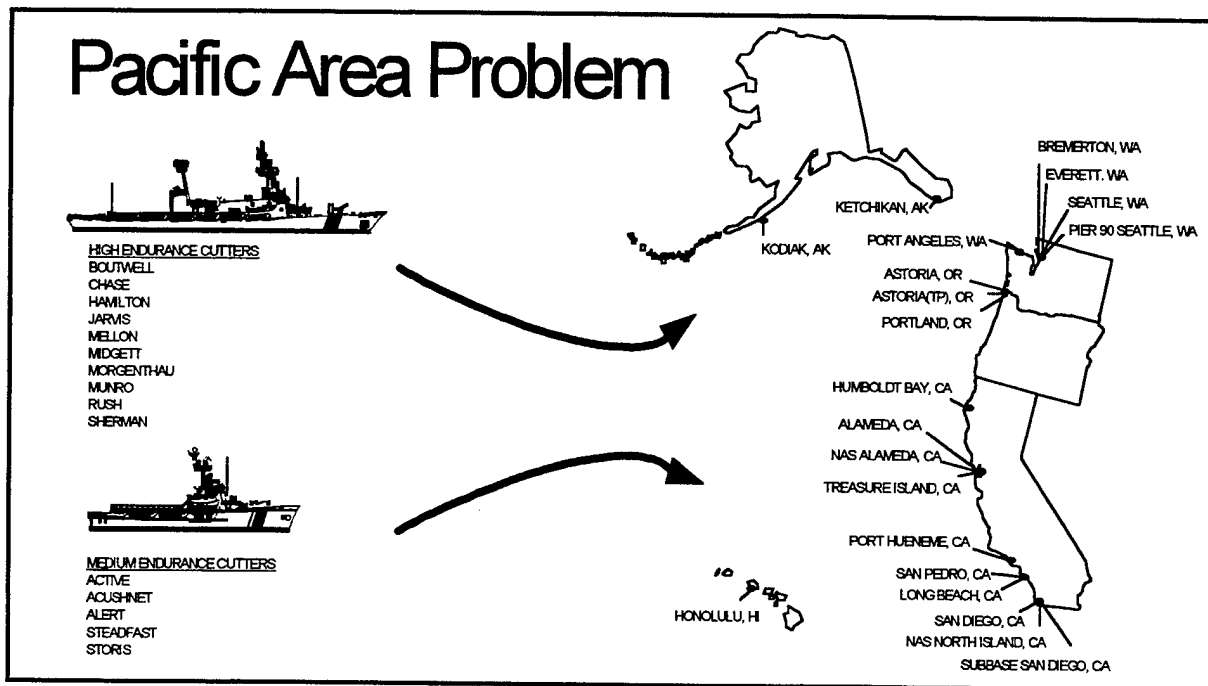 Pacific Area Problem
HIGH ENDURANCE CUTTERS
BOUTWELL
CHASE
HAMILTON
JARVIS
MELLON
MIDGETT
MORGENTHAU
MUNRO
RUSH
SHERMAN
MEDIUM ENDURANCE CUTTERS
ACTIVE
ACUSHNET
ALERT
STEADFAST
STORIS
KETCHIKAN, AK
KODIAK, AK
BREMERTON, WA
EVERETT. WA
SEATTLE, WA
PIER 90 SEATTLE, WA
PORT ANGELES, WA
ASTORIA, OR
ASTORIA(TP), OR
PORTLAND, OR
HUMBOLDT BAY, CA
ALAMEDA, CA
NAS ALAMEDA, CA
TREASURE ISLAND, CA
PORT HUENEME, CA
SAN PEDRO, CA
LONG BEACH, CA
SAN DIEGO, CA
NAS NORTH ISLAND, CA
SUBBASE SAN DIEGO, CA
HONOLULU, HI